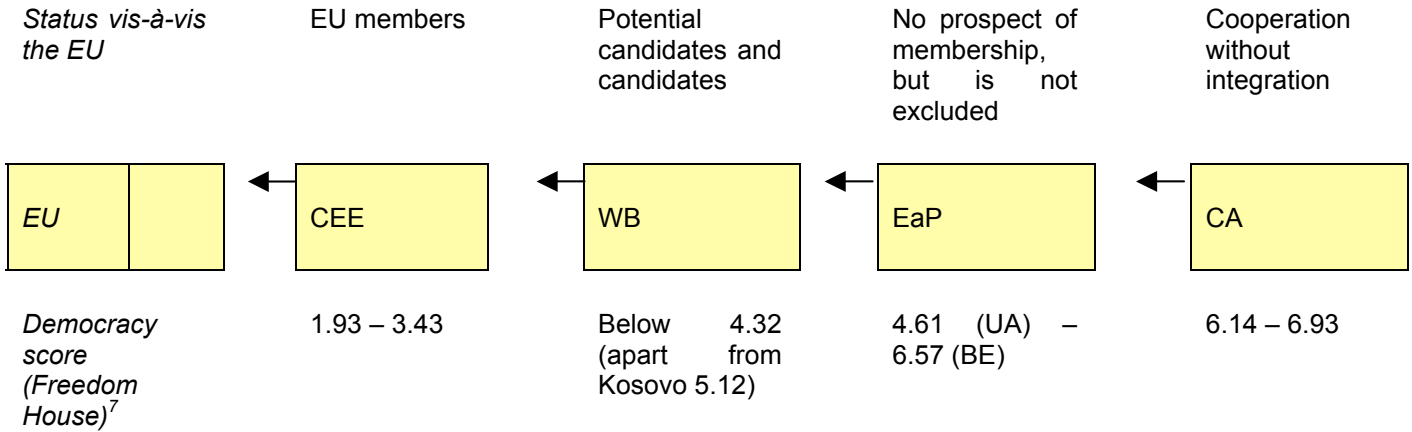 Status vis-à-vis
the EU
EU members
Potential
candidates and
candidates
No prospect of
membership,
but is not
excluded
Cooperation
without
integration
EU
CEE
WB
EaP
CA
Democracy
score
(Freedom
House)7
1.93 – 3.43
Below 4.32
(apart from
Kosovo 5.12)
4.61 (UA) –
6.57 (BE)
6.14 – 6.93